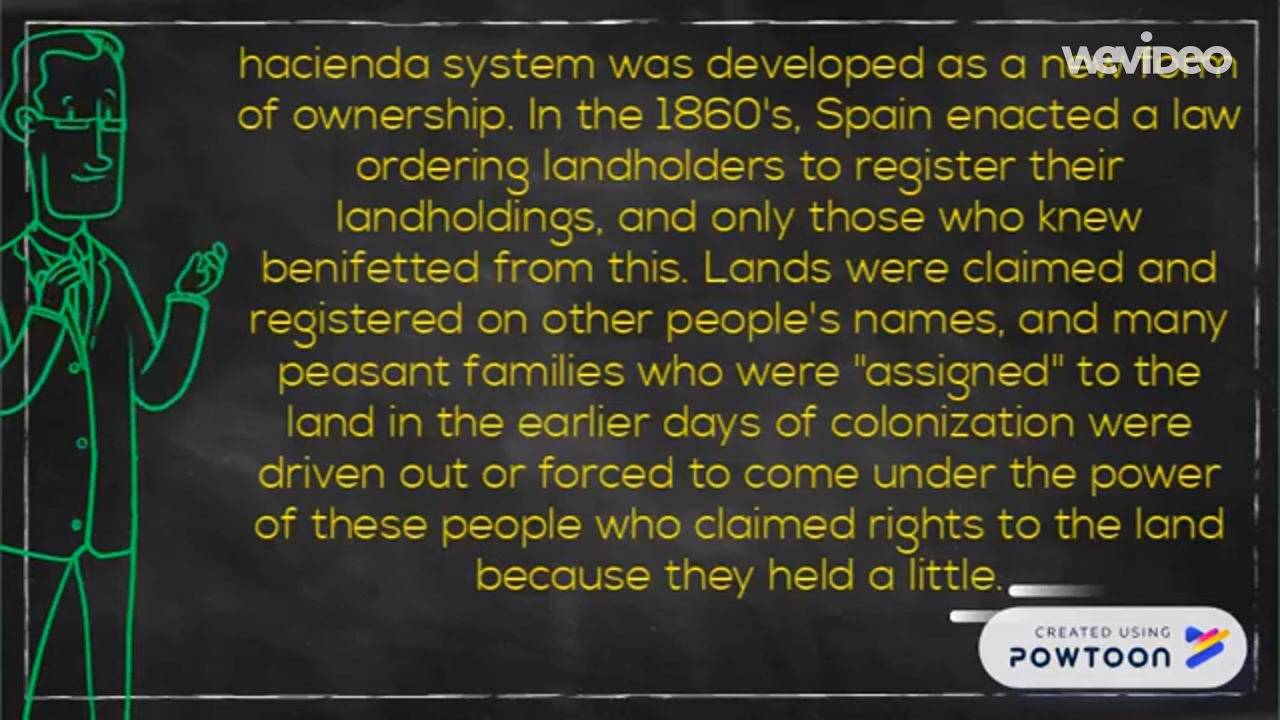 wevideo
hacienda system was developed as a new form
of ownership. In the 1860's, Spain enacted a law
ordering landholders to register their
landholdings, and only those who knew
benifetted from this. Lands were claimed and
registered on other people's names, and many
peasant families who were "assigned" to the
land in the earlier days of colonization were
driven out or forced to come under the power
of these people who claimed rights to the land
because they held a little.
CREATED USING
POWTOON